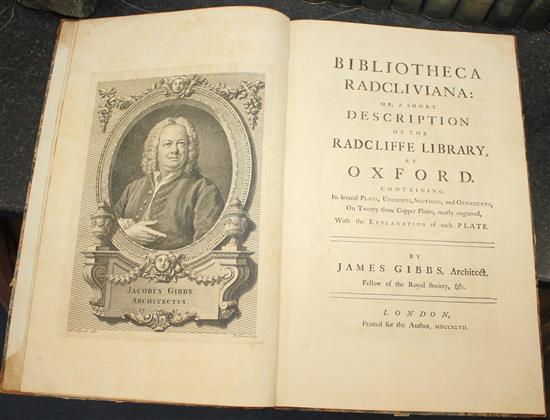 JACOBUS GIBBS
ARCHITECTUS.
BIBLIOTHECA
RADCLIVIANA:
OR, A SHORT
DESCRIPTION
OF THE
RADCLIFFE LIBRARY,
AT
OXFORD.
CONTAINING
Its several PLANS, UPRIGHTS, SECTIONS, and ORNAMENTS,
On Twenty three Copper Plates, neatly engraved,
With the EXPLANATION of each PLATE.
BY
JAMES GIBBS, Architect,
Fellow of the Royal Society, &c.
LONDON,
Printed for the Author, MDCCXLVII.